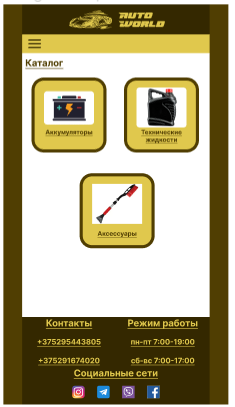 AUTO
WORLD
Каталог
Аккумуляторы
Технические
жидкости
Аксессуары
Контакты
Режим работы
+375295443805
пн-пт 7:00-19:00
+375291674020
сб-вс 7:00-17:00
Социальные сети